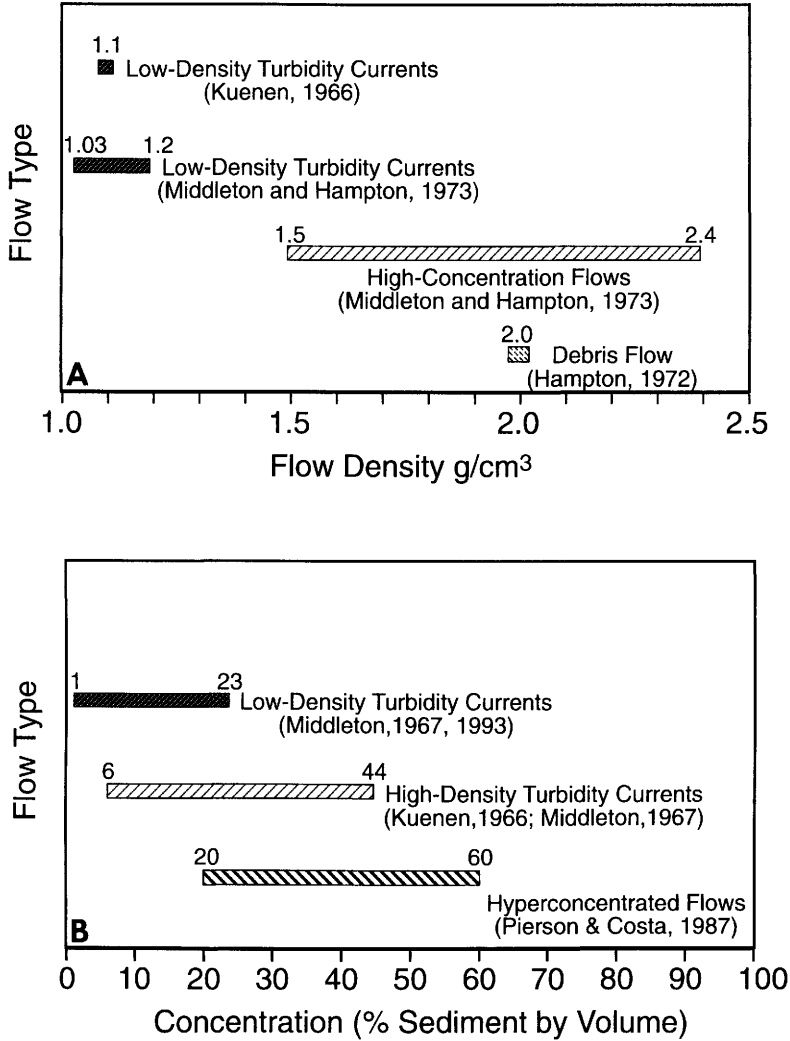 1.1
Low-Density Turbidity Currents
(Kuenen, 1966)
1.03 1.2
Low-Density Turbidity Currents
(Middleton and Hampton, 1973)
1.5 2.4
High-Concentration Flows
(Middleton and Hampton, 1973)
2.0
Debris Flow
(Hampton, 1972)
Flow Type
A
1.0 1.5 2.0 2.5
Flow Density g/cm³
1 23
Low-Density Turbidity Currents
(Middleton,1967, 1993)
6 44
High-Density Turbidity Currents
(Kuenen,1966; Middleton,1967)
20 60
Hyperconcentrated Flows
(Pierson & Costa, 1987)
Flow Type
B
0 10 20 30 40 50 60 70 80 90 100
Concentration (% Sediment by Volume)